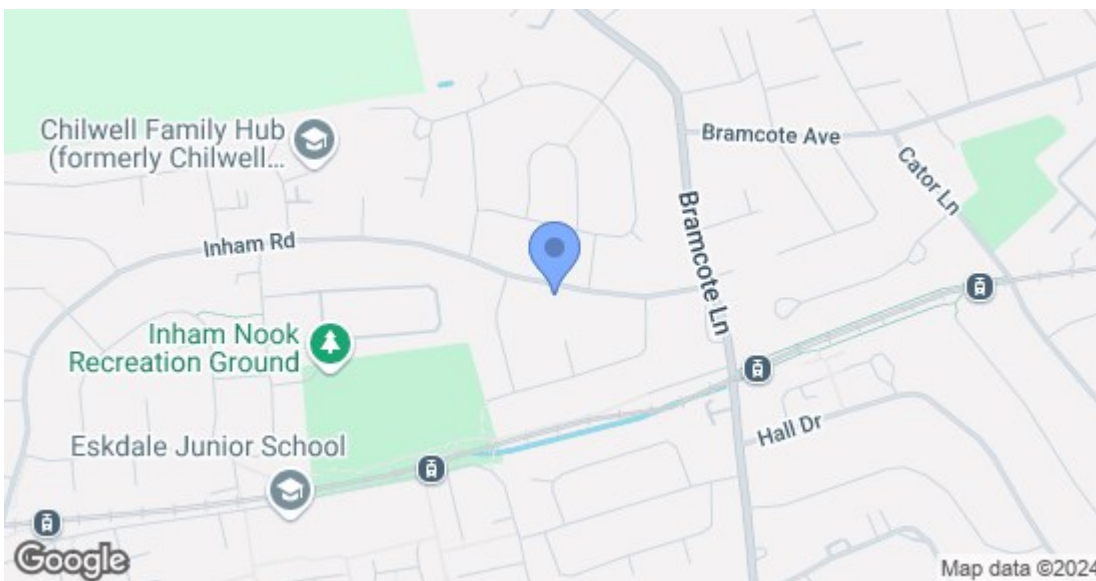 Chilwell Family Hub
(formerly Chilwell...
Bramcote Ave
Cator Ln
Inham Rd
Bramcote Ln
Inham Nook
Recreation Ground
Eskdale Junior School
Hall Dr
Google
Map data ©2024